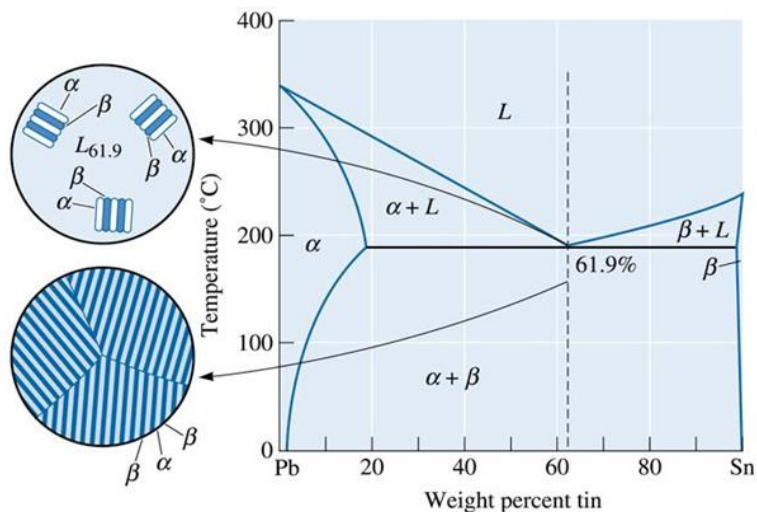 400
300
200
100
0
Temperature (°C)
Pb
20
40
60
80
Sn
Weight percent tin
L
α + L
α
β + L
β
61.9%
α + β
α
β
L61.9
β
α
β
α
β
α
β